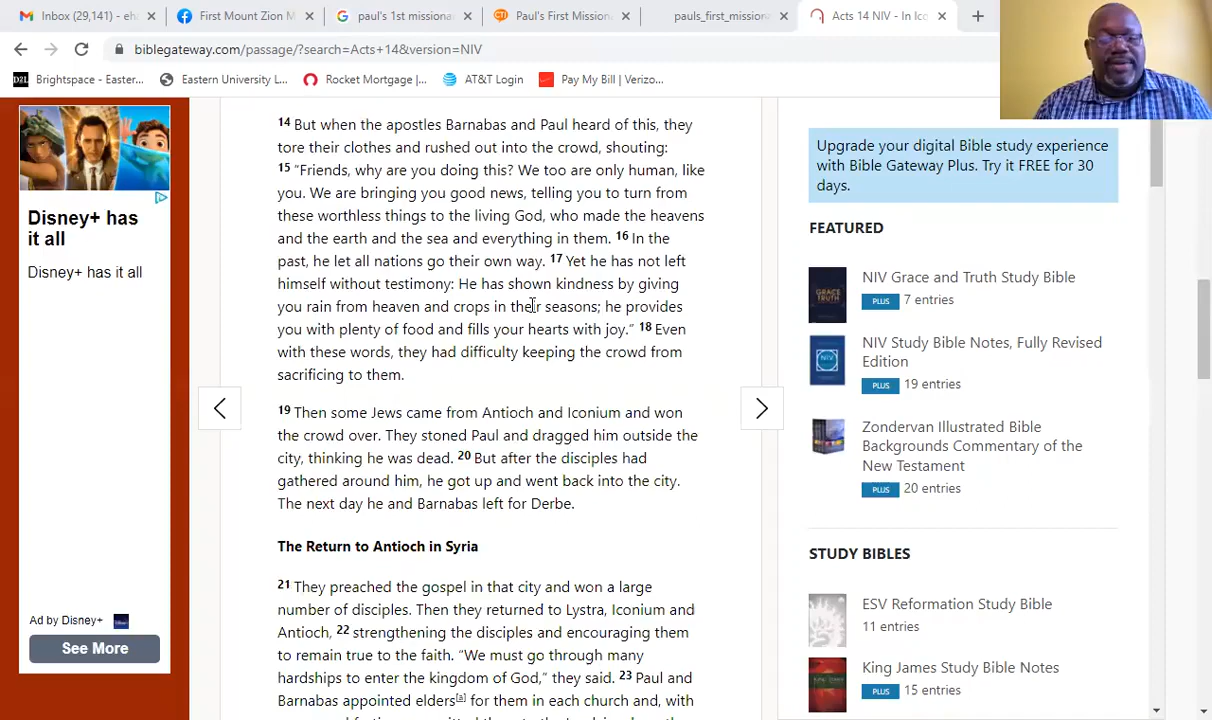 Inbox (29,141) - eh
First Mount Zion M
paul's 1st missiona
Paul's First Missio
pauls_first_mission
Acts 14 NIV - In Ico
biblegateway.com/passage/?search=Acts+14&version=NIV
Brightspace - Easter...
Eastern University L...
Rocket Mortgage |...
AT&T Login
Pay My Bill | Verizo...
Disney+ has
it all
Disney+ has it all
Ad by Disney+
See More
14 But when the apostles Barnabas and Paul heard of this, they
tore their clothes and rushed out into the crowd, shouting:
15 “Friends, why are you doing this? We too are only human, like
you. We are bringing you good news, telling you to turn from
these worthless things to the living God, who made the heavens
and the earth and the sea and everything in them. 16 In the
past, he let all nations go their own way. 17 Yet he has not left
himself without testimony: He has shown kindness by giving
you rain from heaven and crops in their seasons; he provides
you with plenty of food and fills your hearts with joy.” 18 Even
with these words, they had difficulty keeping the crowd from
sacrificing to them.
19 Then some Jews came from Antioch and Iconium and won
the crowd over. They stoned Paul and dragged him outside the
city, thinking he was dead. 20 But after the disciples had
gathered around him, he got up and went back into the city.
The next day he and Barnabas left for Derbe.
The Return to Antioch in Syria
21 They preached the gospel in that city and won a large
number of disciples. Then they returned to Lystra, Iconium and
Antioch, 22 strengthening the disciples and encouraging them
to remain true to the faith. “We must go through many
hardships to enter the kingdom of God,” they said. 23 Paul and
Barnabas appointed elders[a] for them in each church and, with
Upgrade your digital Bible study experience
with Bible Gateway Plus. Try it FREE for 30
days.
FEATURED
NIV Grace and Truth Study Bible
PLUS 7 entries
NIV Study Bible Notes, Fully Revised
Edition
PLUS 19 entries
Zondervan Illustrated Bible
Backgrounds Commentary of the
New Testament
PLUS 20 entries
STUDY BIBLES
ESV Reformation Study Bible
11 entries
King James Study Bible Notes
PLUS 15 entries